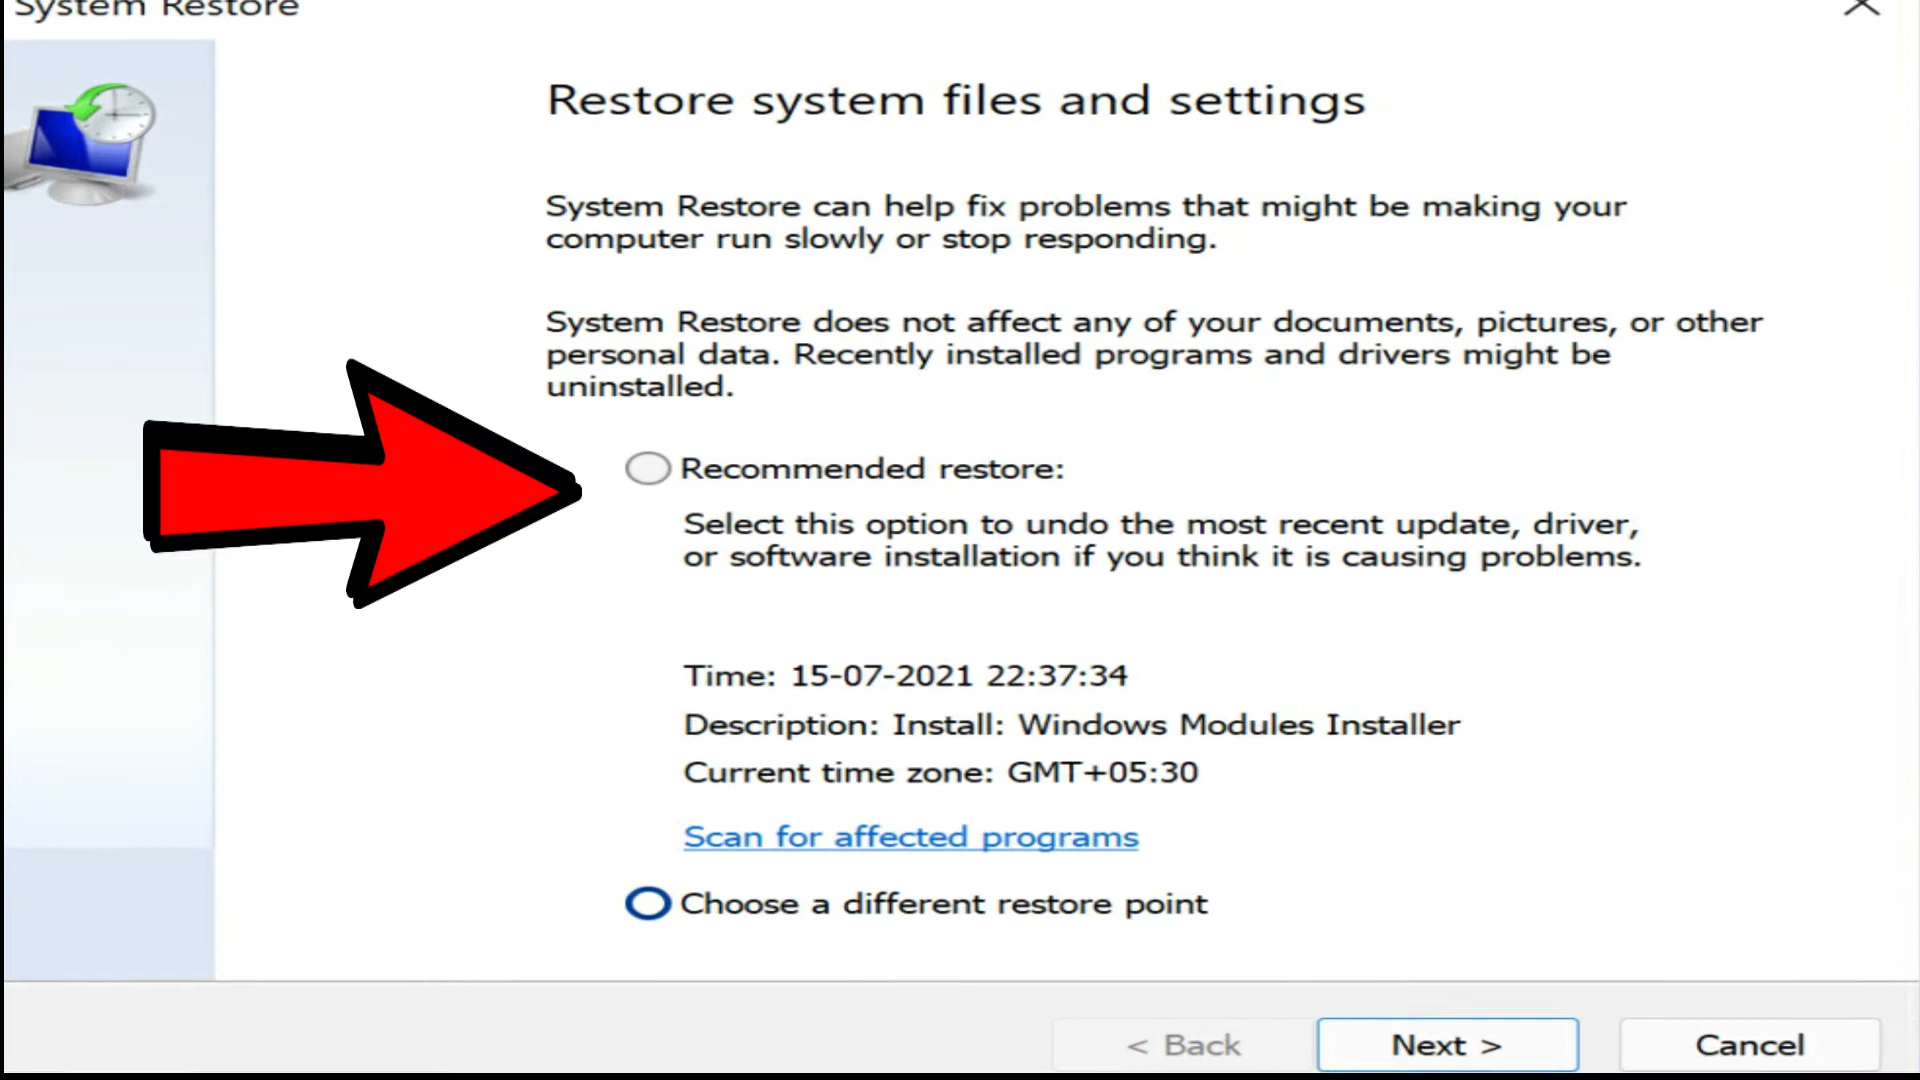 System Restore
Restore system files and settings
System Restore can help fix problems that might be making your
computer run slowly or stop responding.
System Restore does not affect any of your documents, pictures, or other
personal data. Recently installed programs and drivers might be
uninstalled.
Recommended restore:
Select this option to undo the most recent update, driver,
or software installation if you think it is causing problems.
Time: 15-07-2021 22:37:34
Description: Install: Windows Modules Installer
Current time zone: GMT+05:30
Scan for affected programs
Choose a different restore point
< Back
Next >
Cancel